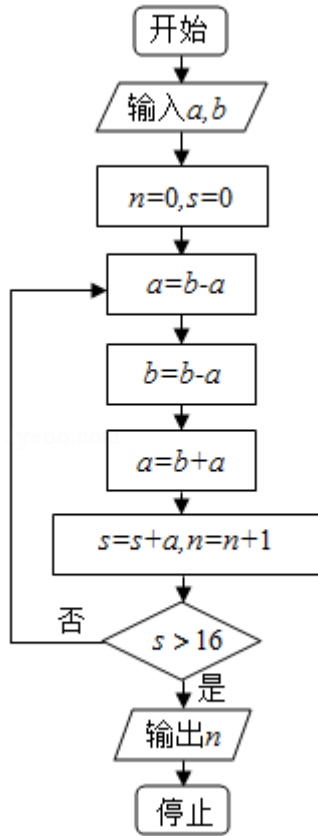 开始
输入a,b
n=0,s=0
a=b-a
b=b-a
a=b+a
s=s+a,n=n+1
否
s>16
是
输出n
停止